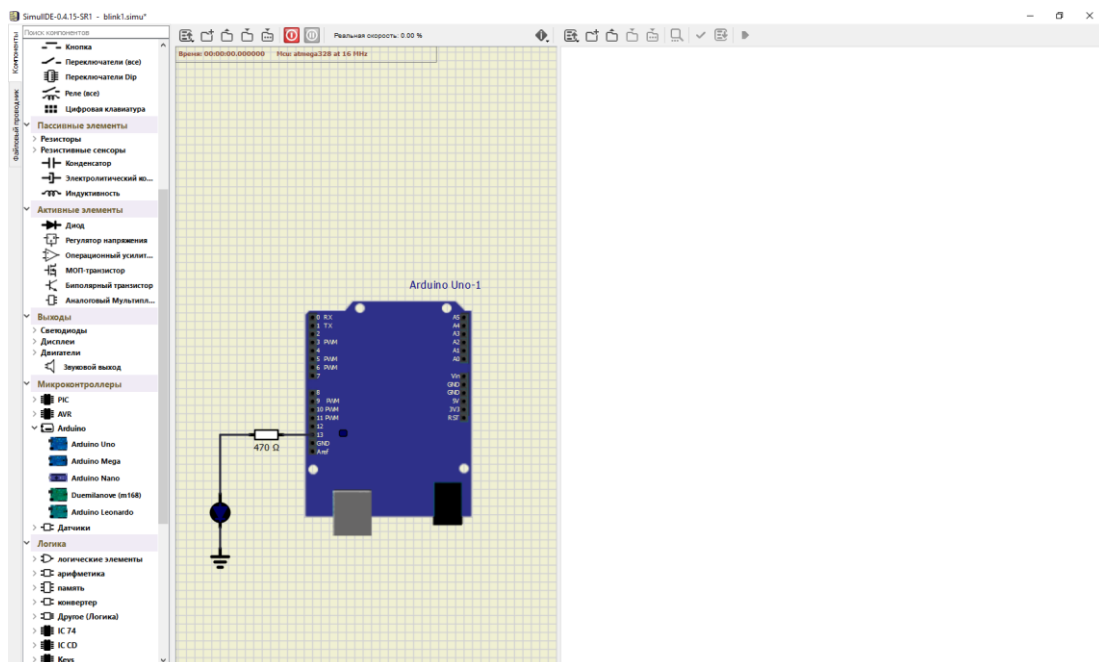 SimulIDE-0.4.15-SR1 - blink1.simu*
Поиск компонентов
Компоненты
Файловый проводник
Кнопка
Переключатели (все)
Переключатели Dip
Реле (все)
Цифровая клавиатура
Пассивные элементы
Резисторы
Резистивные сенсоры
Конденсатор
Электролитический ко...
Индуктивность
Активные элементы
Диод
Регулятор напряжения
Операционный усилит...
МОП-транзистор
Биполярный транзистор
Аналоговый Мультипл...
Выходы
Светодиоды
Дисплеи
Двигатели
Звуковой выход
Микроконтроллеры
PIC
AVR
Arduino
Arduino Uno
Arduino Mega
Arduino Nano
Duemilanove (m168)
Arduino Leonardo
Датчики
Логика
логические элементы
арифметика
память
конвертер
Другое (Логика)
IC 74
IC CD
Keys
Реальная скорость: 0.00 %
Время: 00:00:00.000000 Mcu: atmega328 at 16 MHz
Arduino Uno-1
0 RX
1 TX
2
3 PWM
4
5 PWM
6 PWM
7
8
9 PWM
10 PWM
11 PWM
12
13
GND
Aref
A5
A4
A3
A2
A1
A0
Vin
GND
GND
5V
3V3
RST
470 Ω